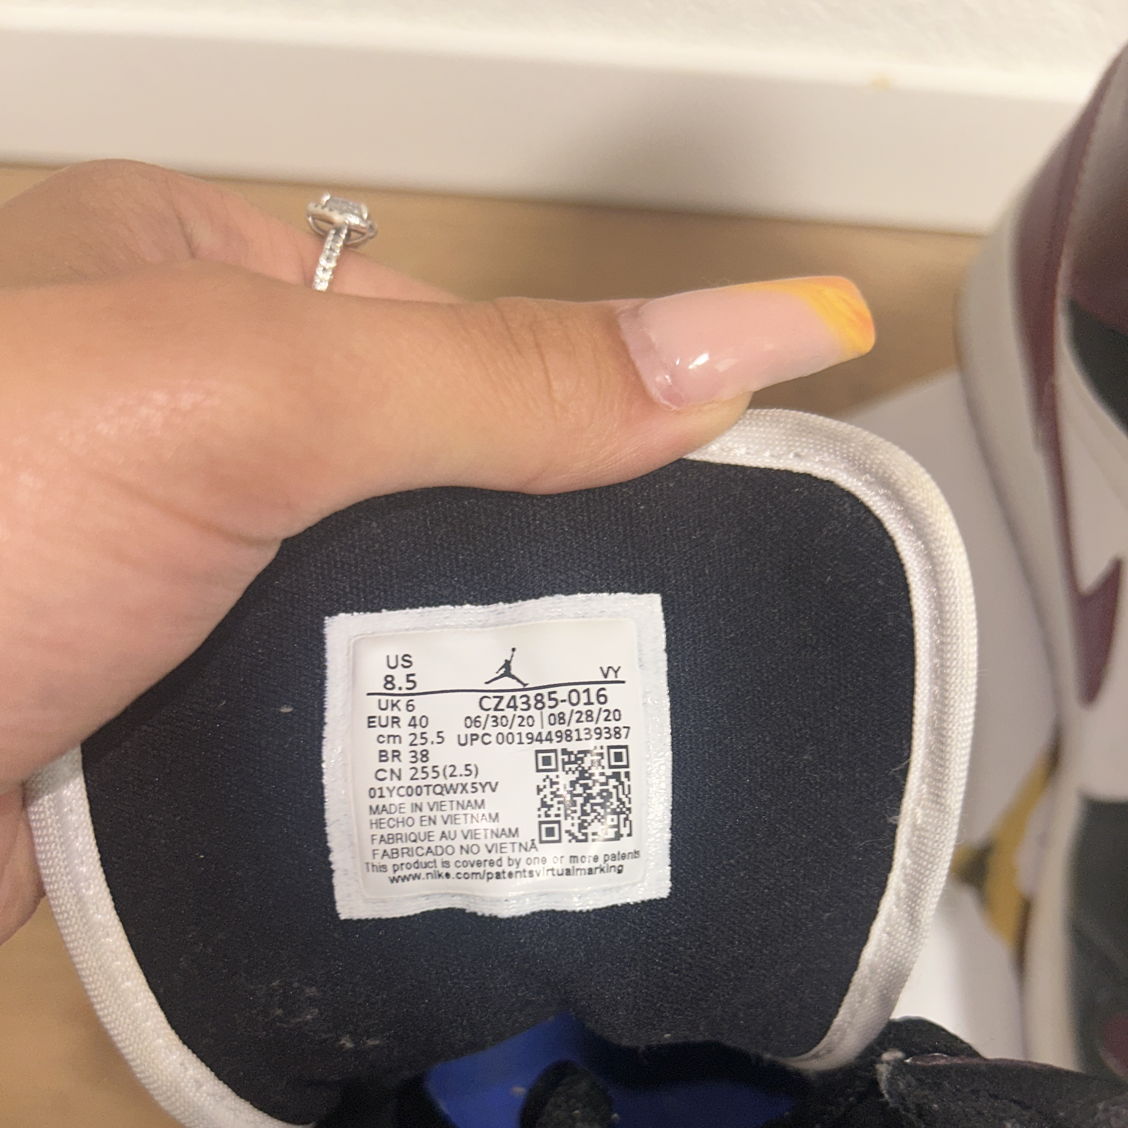 US
8.5
VY
UK 6
CZ4385-016
EUR 40
06/30/20 | 08/28/20
cm 25.5
UPC 00194498139387
BR 38
CN 255(2.5)
01YC00TQWX5YV
MADE IN VIETNAM
HECHO EN VIETNAM
FABRIQUE AU VIETNAM
FABRICADO NO VIETNÃ
This product is covered by one or more patents
www.nike.com/patentsvirtualmarking